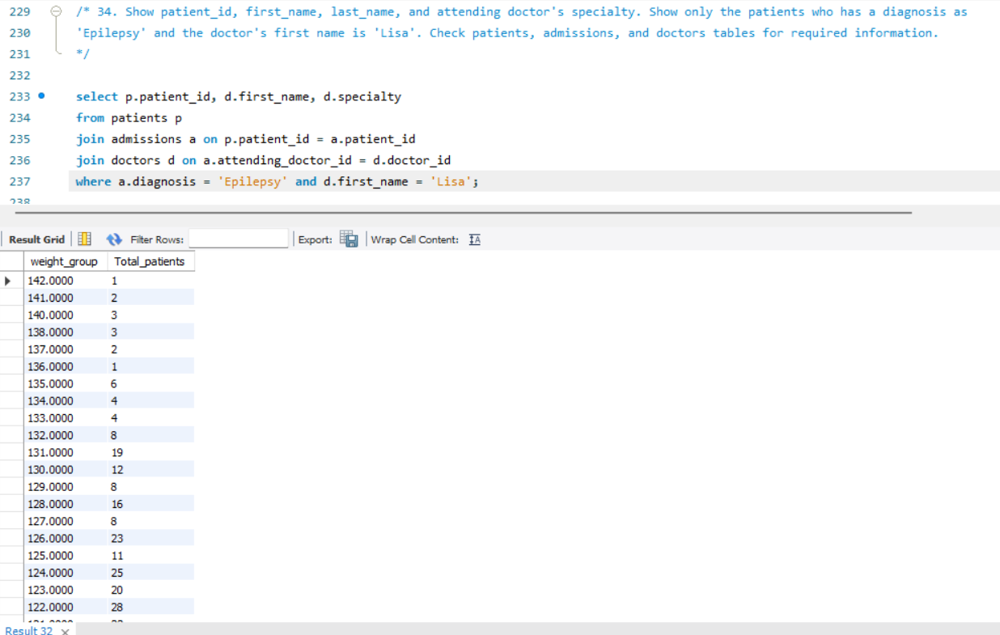 229 /* 34. Show patient_id, first_name, last_name, and attending doctor's specialty. Show only the patients who has a diagnosis as
230 'Epilepsy' and the doctor's first name is 'Lisa'. Check patients, admissions, and doctors tables for required information.
231 */
232
233 select p.patient_id, d.first_name, d.specialty
234 from patients p
235 join admissions a on p.patient_id = a.patient_id
236 join doctors d on a.attending_doctor_id = d.doctor_id
237 where a.diagnosis = 'Epilepsy' and d.first_name = 'Lisa';
238
Result Grid Filter Rows: Export: Wrap Cell Content: IA
weight_group Total_patients
142.0000 1
141.0000 2
140.0000 3
138.0000 3
137.0000 2
136.0000 1
135.0000 6
134.0000 4
133.0000 4
132.0000 8
131.0000 19
130.0000 12
129.0000 8
128.0000 16
127.0000 8
126.0000 23
125.0000 11
124.0000 25
123.0000 20
122.0000 28
Result 32 ×